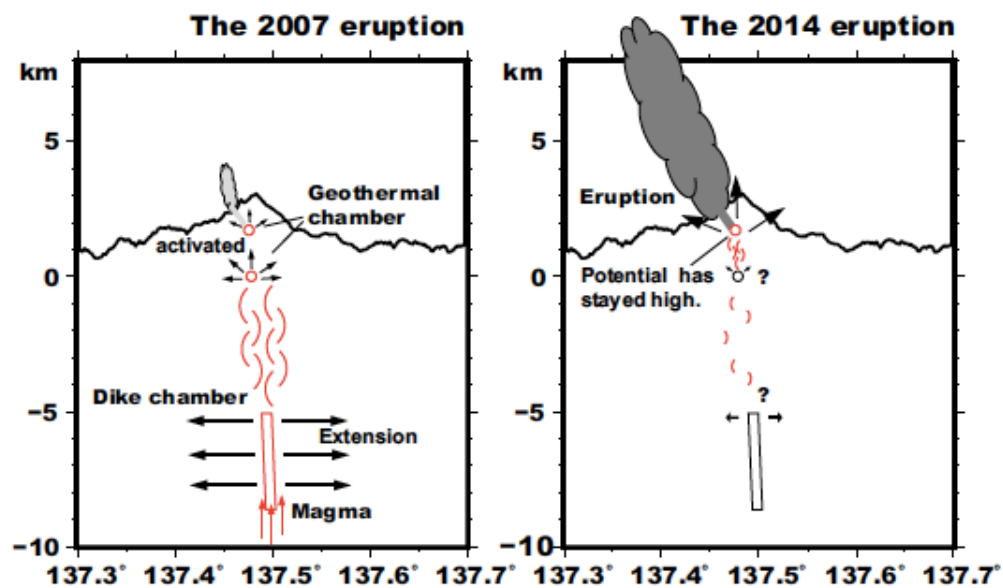 The 2007 eruption
km
5
0
−5
−10
Geothermal
chamber
activated
Dike chamber
Extension
Magma
137.3° 137.4° 137.5° 137.6° 137.7°
The 2014 eruption
km
5
0
−5
−10
Eruption
Potential has
stayed high.
?
?
137.3° 137.4° 137.5° 137.6° 137.7°